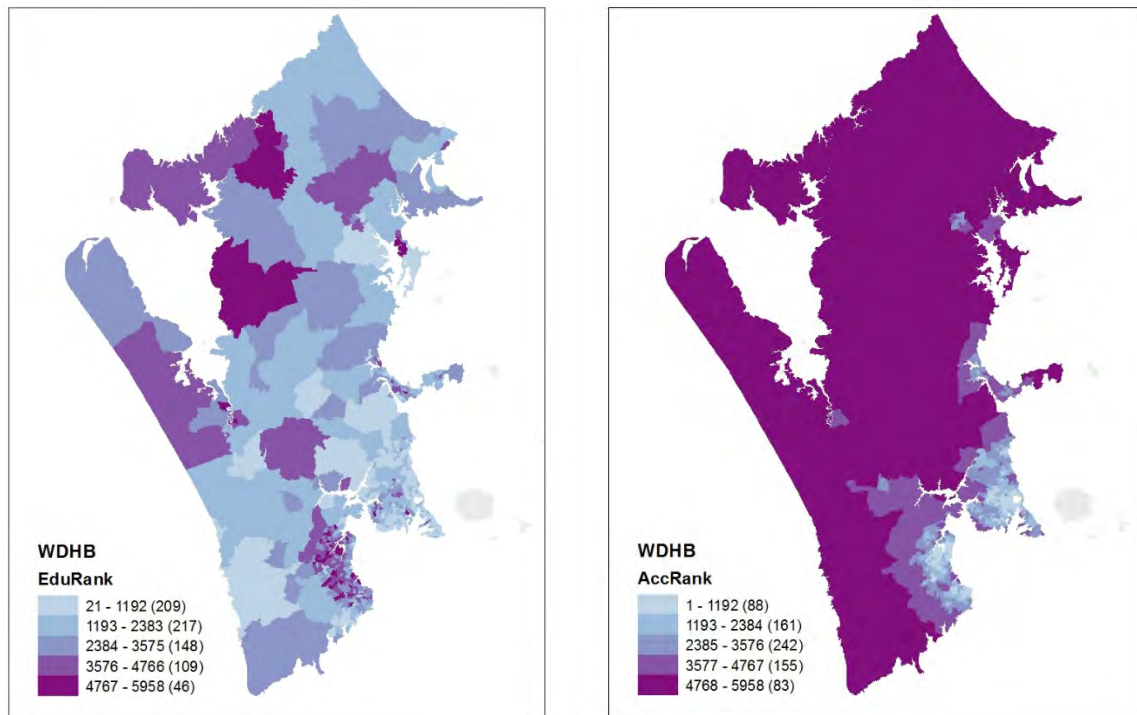 WDHB
EduRank
21 - 1192 (209)
1193 - 2383 (217)
2384 - 3575 (148)
3576 - 4766 (109)
4767 - 5958 (46)
WDHB
AccRank
1 - 1192 (88)
1193 - 2384 (161)
2385 - 3576 (242)
3577 - 4767 (155)
4768 - 5958 (83)